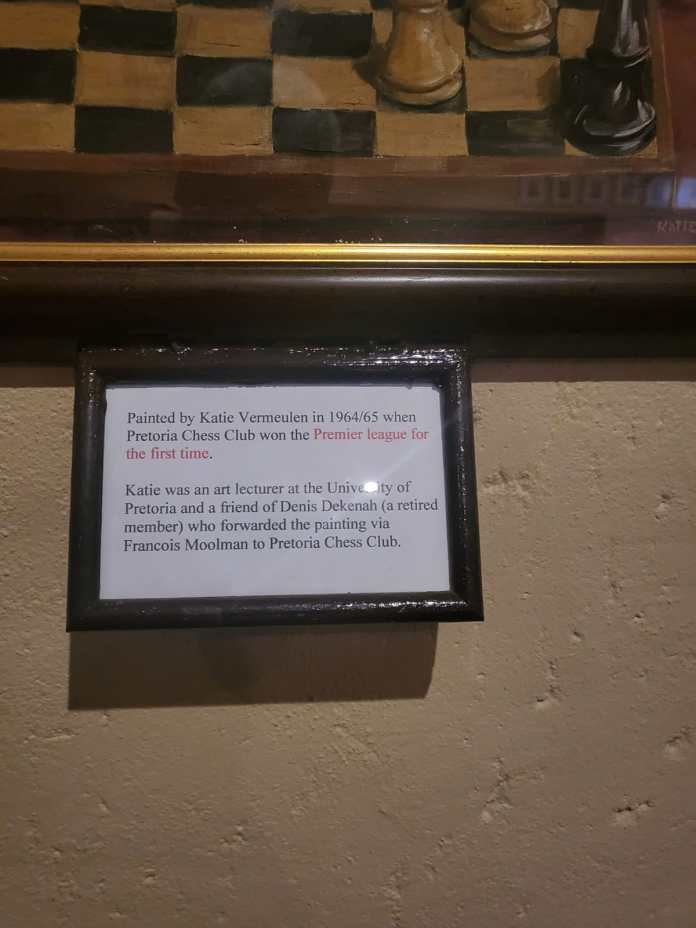 KATIE
Painted by Katie Vermeulen in 1964/65 when
Pretoria Chess Club won the Premier league for
the first time.
Katie was an art lecturer at the University of
Pretoria and a friend of Denis Dekenah (a retired
member) who forwarded the painting via
Francois Moolman to Pretoria Chess Club.